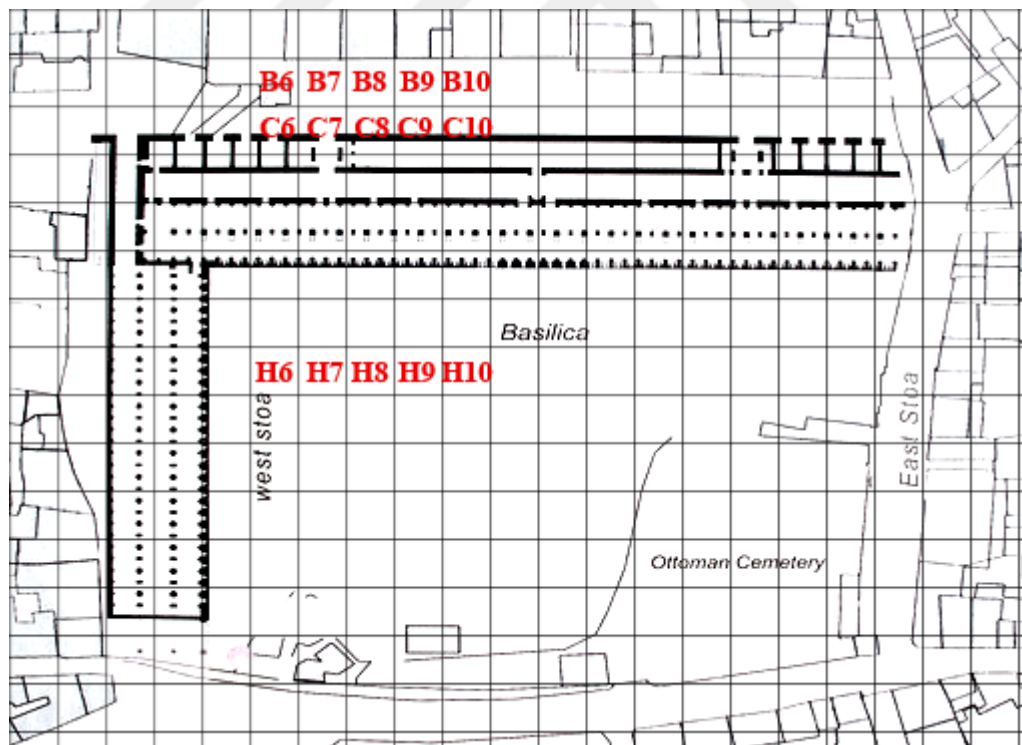 B6 B7 B8 B9 B10
C6 C7 C8 C9 C10
Basilica
H6 H7 H8 H9 H10
west stoa
East Stoa
Ottoman Cemetery